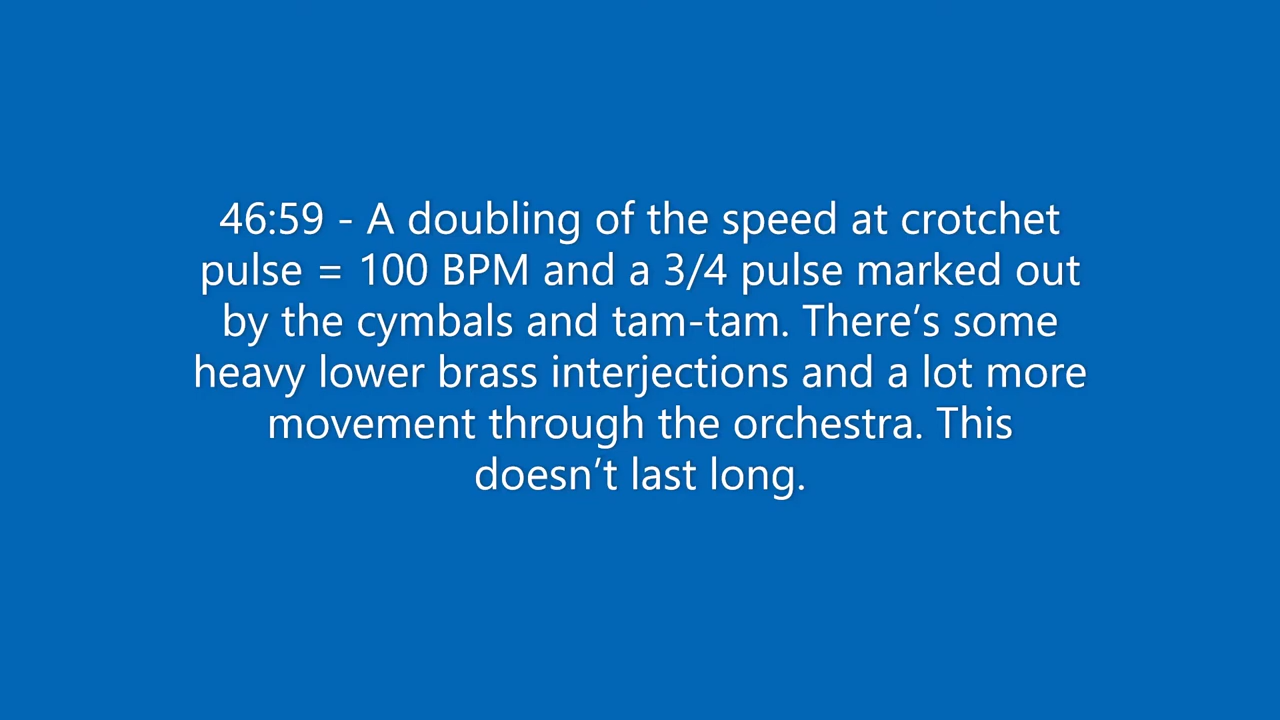 46:59 - A doubling of the speed at crotchet
pulse = 100 BPM and a 3/4 pulse marked out
by the cymbals and tam-tam. There’s some
heavy lower brass interjections and a lot more
movement through the orchestra. This
doesn’t last long.